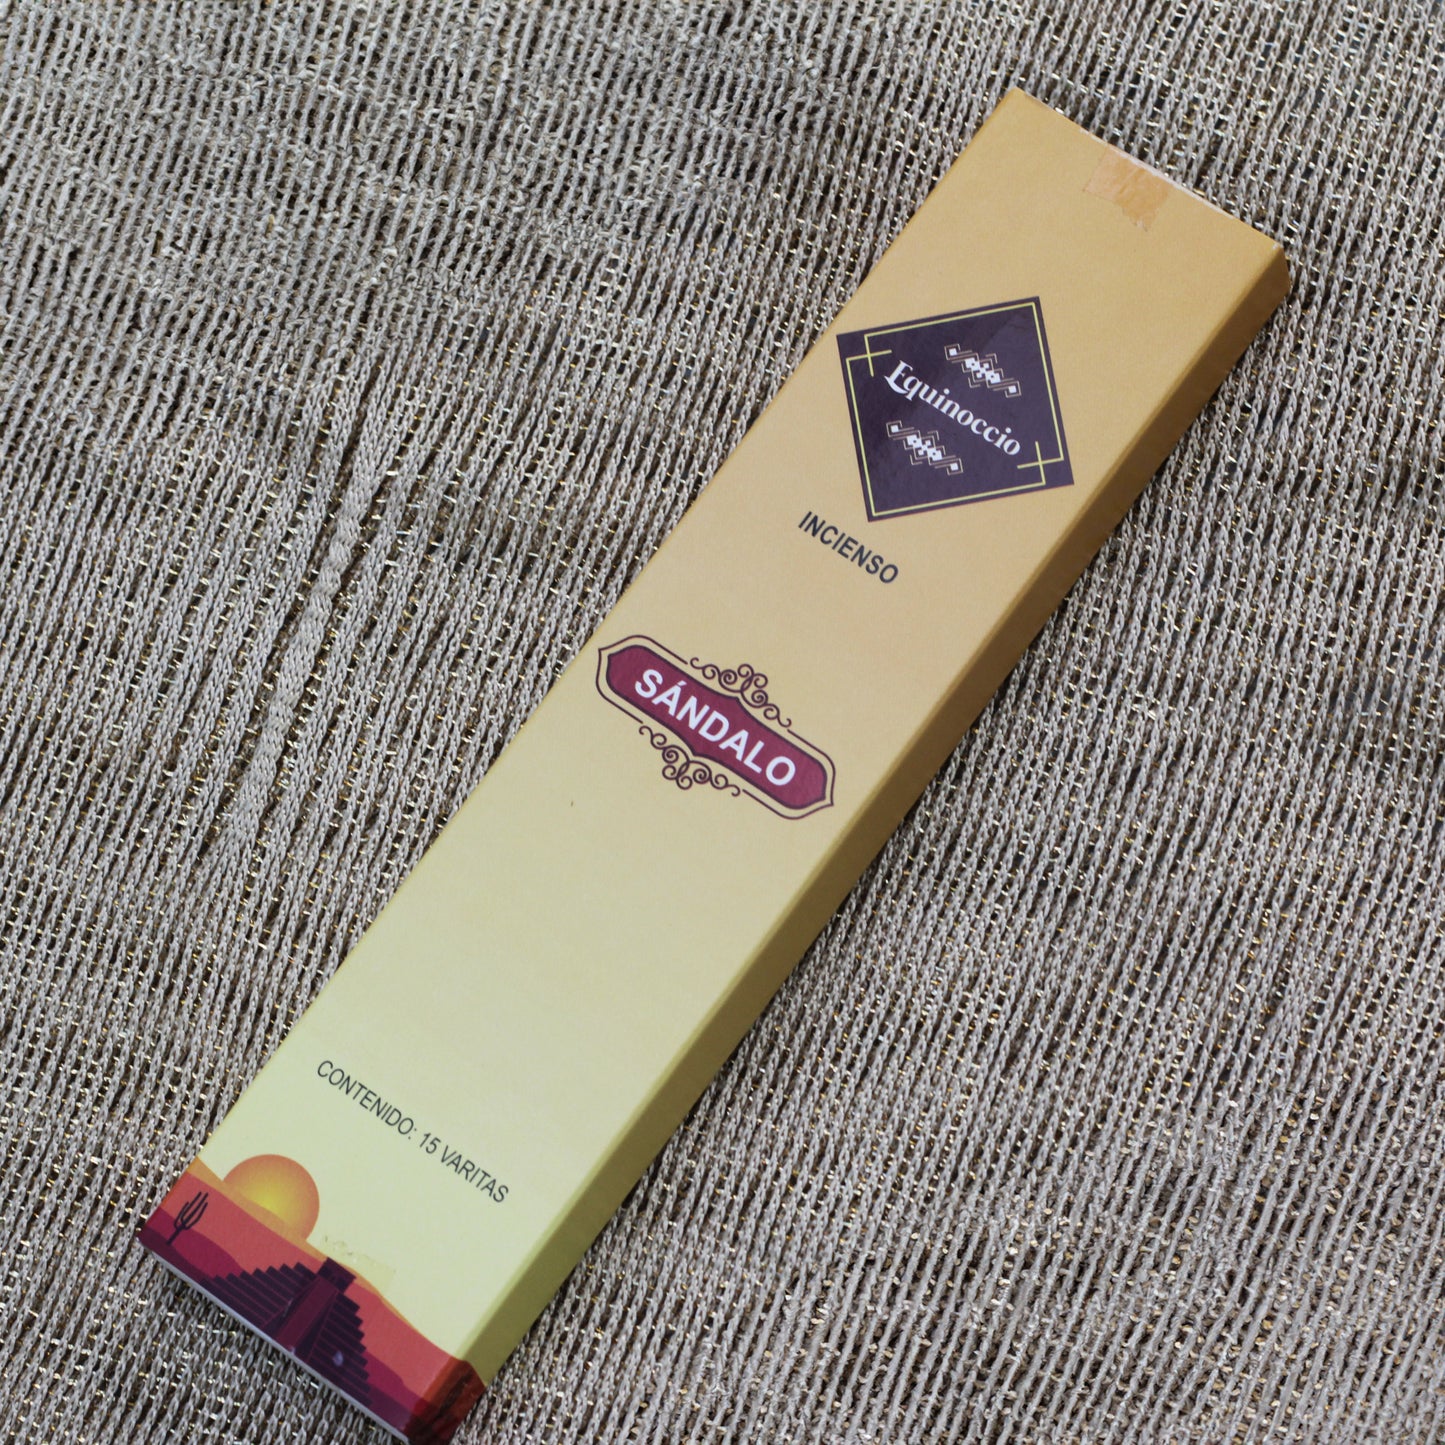 Equinoccio
INCIENSO
SÁNDALO
CONTENIDO: 15 VARITAS